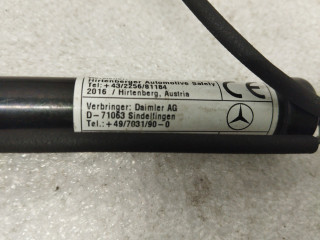 Hirtenberger Automotive Safety
Tel: +43/2256/81184
2016 / Hirtenberg, Austria
CE
Verbringer: Daimler AG
D-71063 Sindelfingen
Tel.: +49/7031/90-0